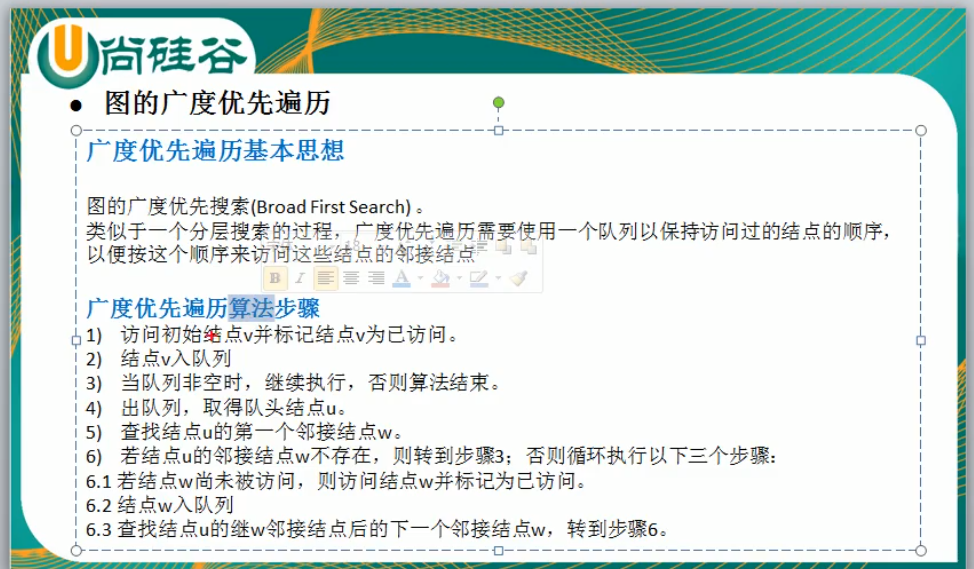 尚硅谷
● 图的广度优先遍历
广度优先遍历基本思想
图的广度优先搜索(Broad First Search) 。
类似于一个分层搜索的过程，广度优先遍历需要使用一个队列以保持访问过的结点的顺序，
以便按这个顺序来访问这些结点的邻接结点
B I A
广度优先遍历算法步骤
1) 访问初始结点v并标记结点v为已访问。
2) 结点v入队列
3) 当队列非空时，继续执行，否则算法结束。
4) 出队列，取得队头结点u。
5) 查找结点u的第一个邻接结点w。
6) 若结点u的邻接结点w不存在，则转到步骤3；否则循环执行以下三个步骤：
6.1 若结点w尚未被访问，则访问结点w并标记为已访问。
6.2 结点w入队列
6.3 查找结点u的继w邻接结点后的下一个邻接结点w，转到步骤6。